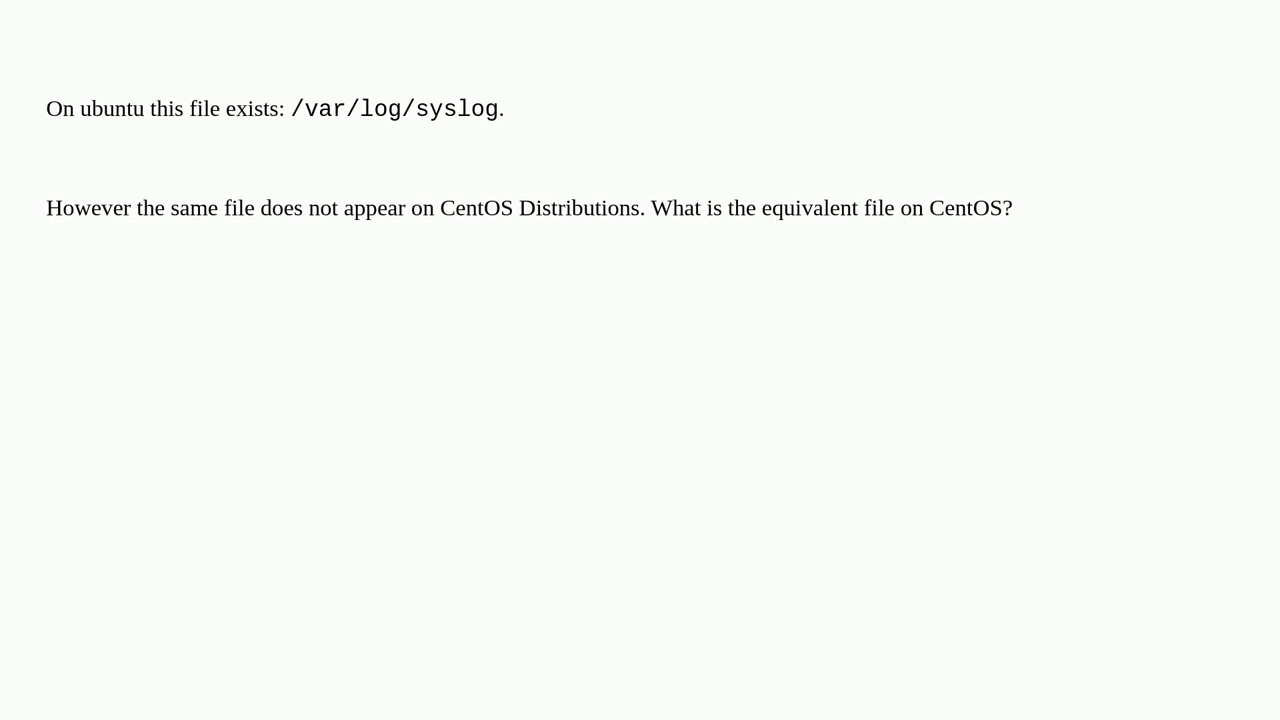 On ubuntu this file exists: /var/log/syslog.
However the same file does not appear on CentOS Distributions. What is the equivalent file on CentOS?